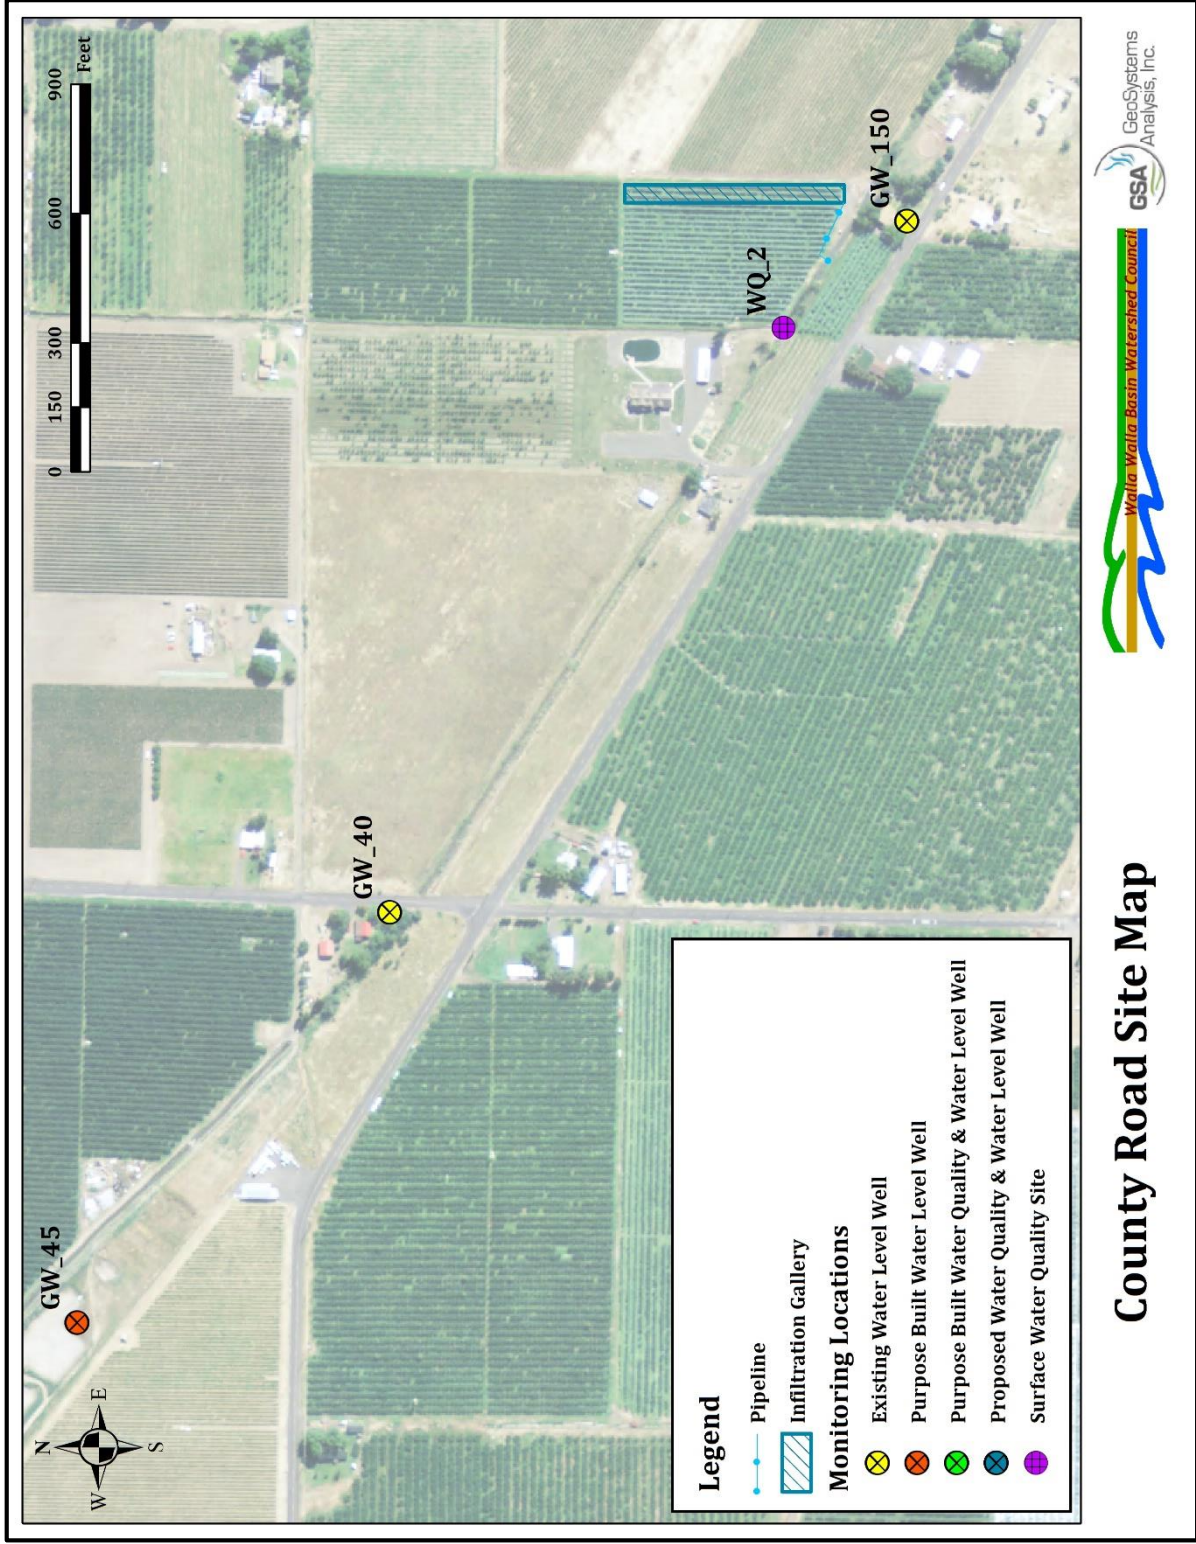 GW_45
GW_40
WQ_2
GW_150
N
W
E
S
0 150 300 600 900
Feet
Legend
Pipeline
Infiltration Gallery
Monitoring Locations
Existing Water Level Well
Purpose Built Water Level Well
Purpose Built Water Quality & Water Level Well
Proposed Water Quality & Water Level Well
Surface Water Quality Site
County Road Site Map
Walla Walla Basin Watershed Council
GSA
GeoSystems
Analysis, Inc.